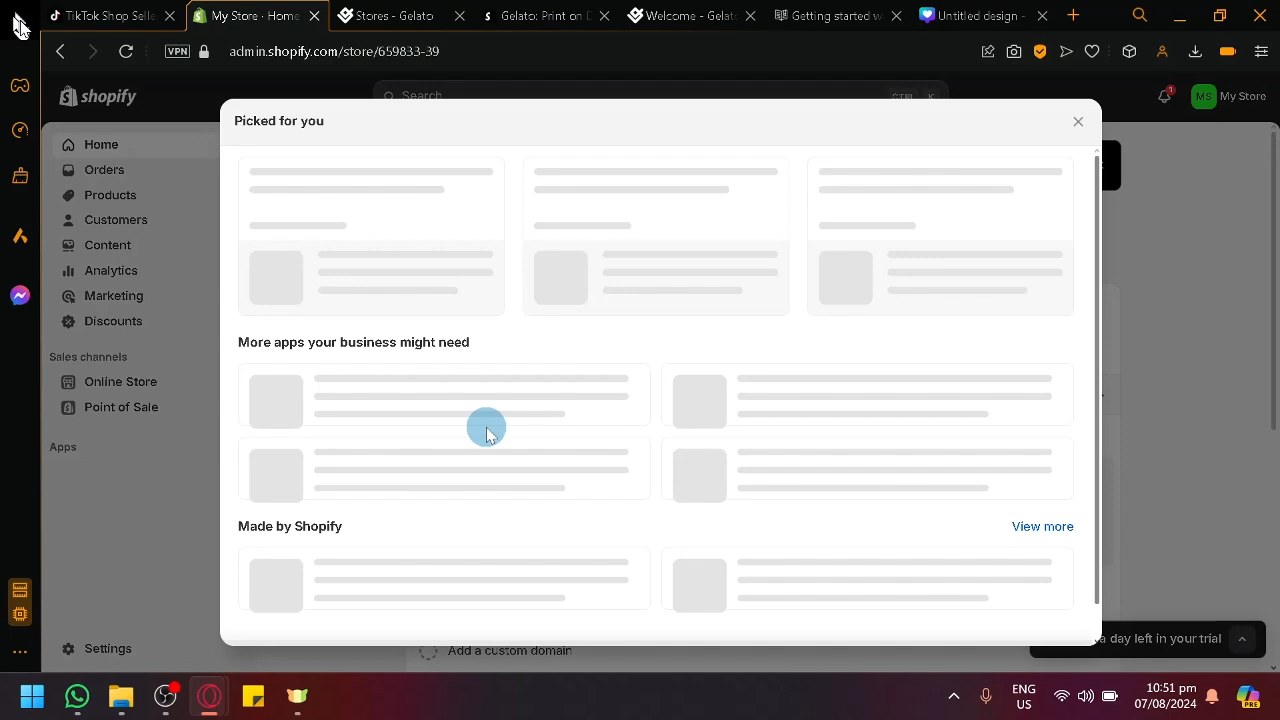 TikTok Shop Selle
My Store · Home
Stores - Gelato
Gelato: Print on D
Welcome - Gelato
Getting started w
Untitled design -
VPN
admin.shopify.com/store/659833-39
shopify
Search
CTRL K
1
MS
My Store
Picked for you
Home
Orders
Products
Customers
Content
Analytics
Marketing
Discounts
Sales channels
Online Store
Point of Sale
Apps
Settings
More apps your business might need
Made by Shopify
View more
Add a custom domain
a day left in your trial
ENG
US
10:51 pm
07/08/2024
PRE